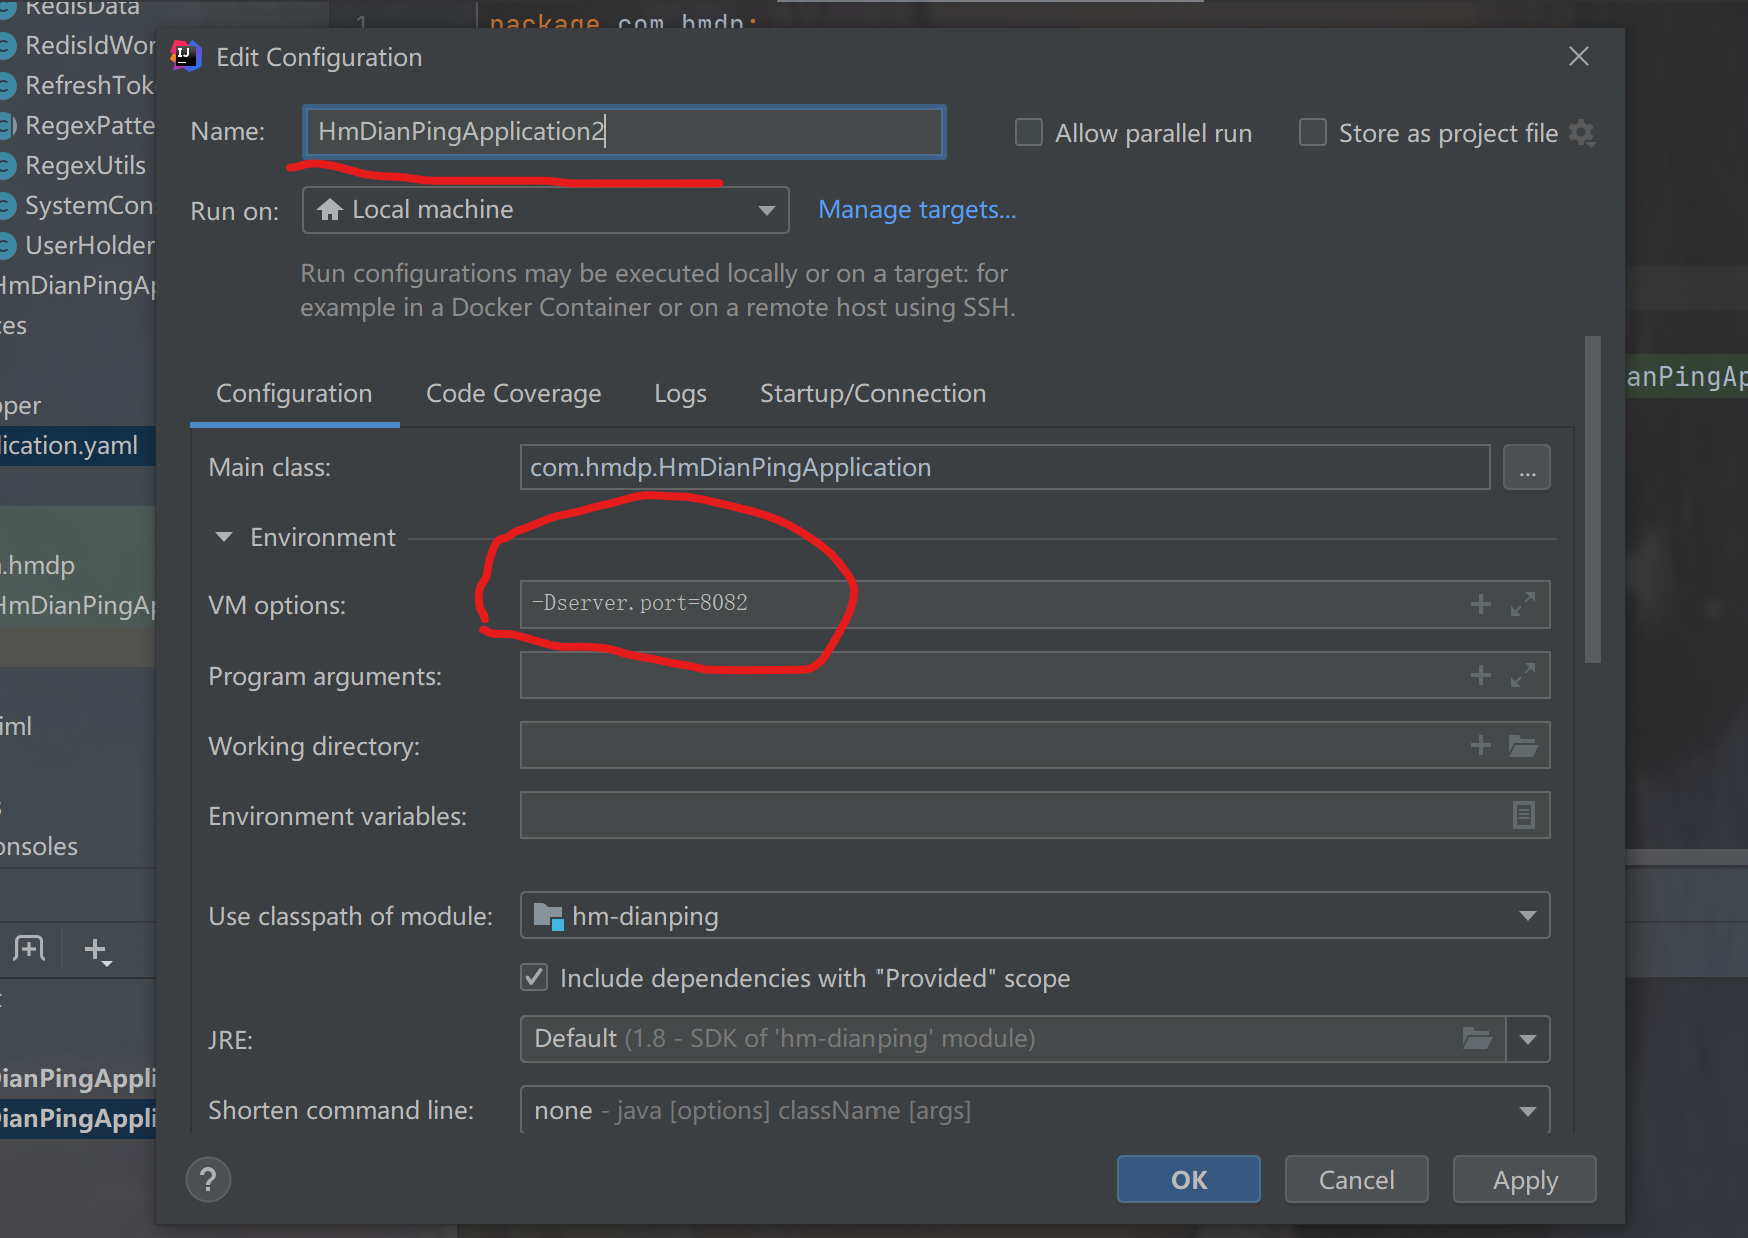 RedisData
1
package com.hmdp;
RedisIdWor
Edit Configuration
RefreshTok
RegexPatte
Name:
HmDianPingApplication2
Allow parallel run
Store as project file
RegexUtils
SystemCon
Run on:
Local machine
Manage targets...
UserHolder
HmDianPingAp
Run configurations may be executed locally or on a target: for
example in a Docker Container or on a remote host using SSH.
ces
Configuration
Code Coverage
Logs
Startup/Connection
anPingAp
pper
lication.yaml
Main class:
com.hmdp.HmDianPingApplication
...
Environment
.hmdp
HmDianPingAp
VM options:
-Dserver.port=8082
Program arguments:
iml
Working directory:
Environment variables:
onsoles
Use classpath of module:
hm-dianping
Include dependencies with "Provided" scope
JRE:
Default (1.8 - SDK of 'hm-dianping' module)
DianPingAppli
DianPingAppli
Shorten command line:
none - java [options] className [args]
?
OK
Cancel
Apply